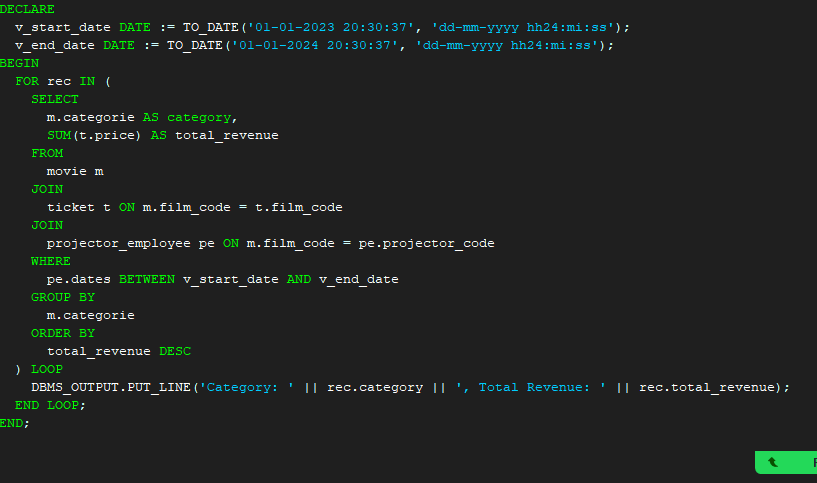 DECLARE
v_start_date DATE := TO_DATE('01-01-2023 20:30:37', 'dd-mm-yyyy hh24:mi:ss');
v_end_date DATE := TO_DATE('01-01-2024 20:30:37', 'dd-mm-yyyy hh24:mi:ss');
BEGIN
FOR rec IN (
SELECT
m.categorie AS category,
SUM(t.price) AS total_revenue
FROM
movie m
JOIN
ticket t ON m.film_code = t.film_code
JOIN
projector_employee pe ON m.film_code = pe.projector_code
WHERE
pe.dates BETWEEN v_start_date AND v_end_date
GROUP BY
m.categorie
ORDER BY
total_revenue DESC
) LOOP
DBMS_OUTPUT.PUT_LINE('Category: ' || rec.category || ', Total Revenue: ' || rec.total_revenue);
END LOOP;
END;